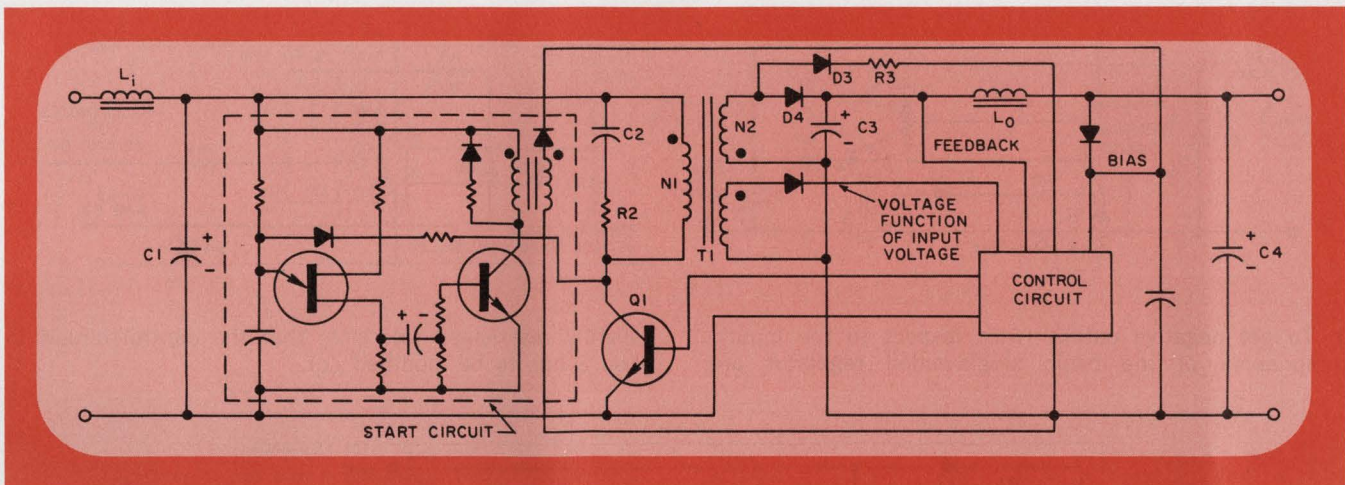 Li
C1
+
-
START CIRCUIT
+ -
C2
R2
N1
Q1
T1
N2
D3
R3
D4
+
C3
-
FEEDBACK
LO
BIAS
VOLTAGE
FUNCTION
OF INPUT
VOLTAGE
CONTROL
CIRCUIT
+
C4
-